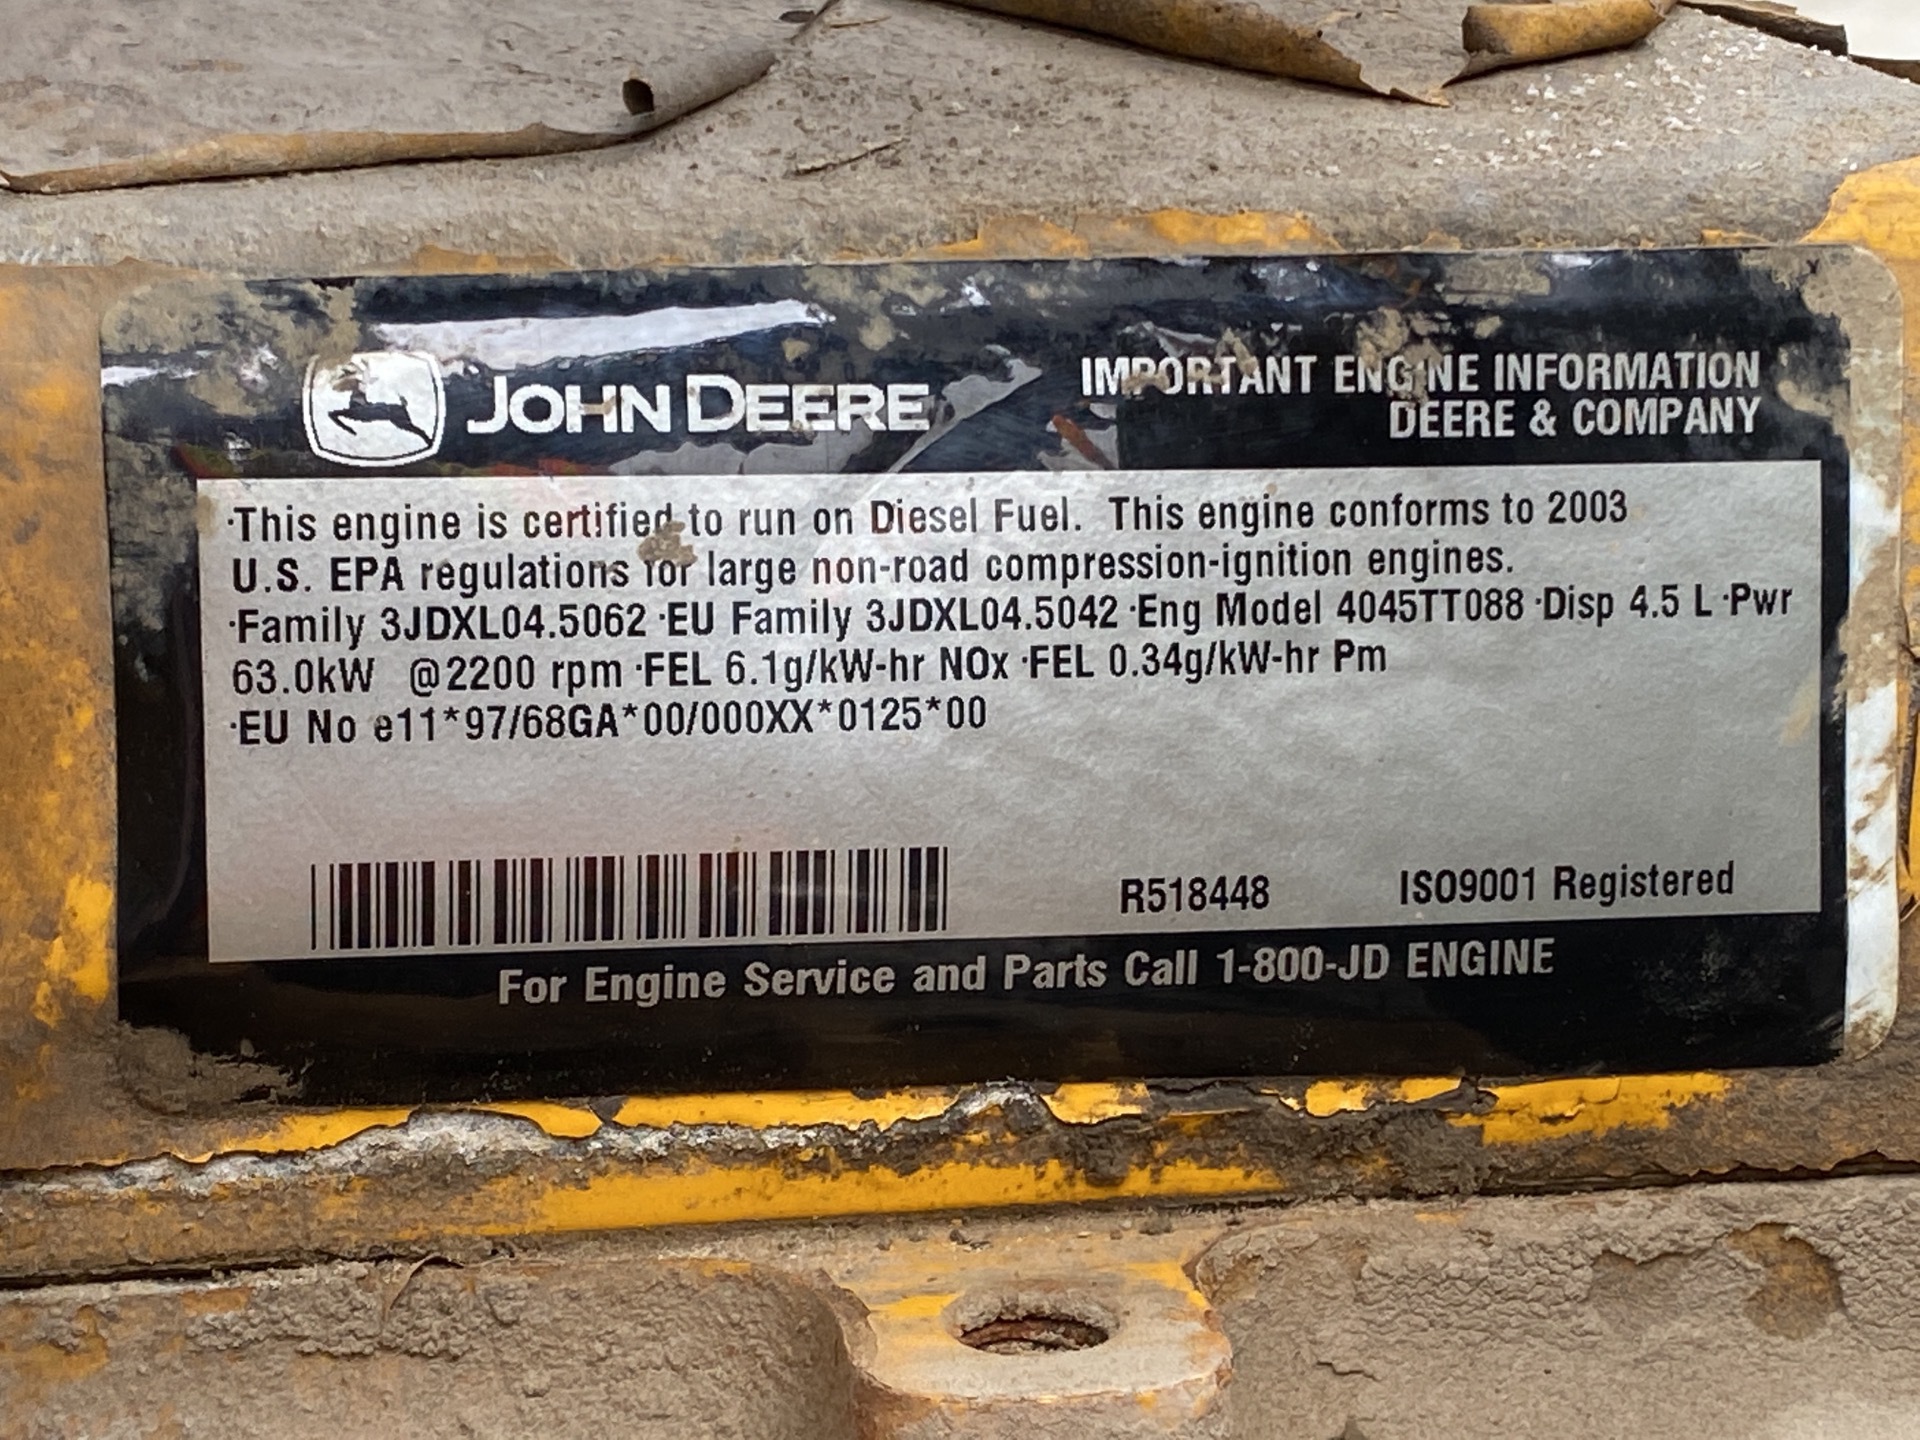 JOHN DEERE
IMPORTANT ENGINE INFORMATION
DEERE & COMPANY
·This engine is certified to run on Diesel Fuel. This engine conforms to 2003
U.S. EPA regulations for large non-road compression-ignition engines.
·Family 3JDXL04.5062 ·EU Family 3JDXL04.5042 ·Eng Model 4045TT088 ·Disp 4.5 L ·Pwr
63.0kW @2200 rpm ·FEL 6.1g/kW-hr NOx ·FEL 0.34g/kW-hr Pm
·EU No e11*97/68GA*00/000XX*0125*00
R518448 ISO9001 Registered
For Engine Service and Parts Call 1-800-JD ENGINE